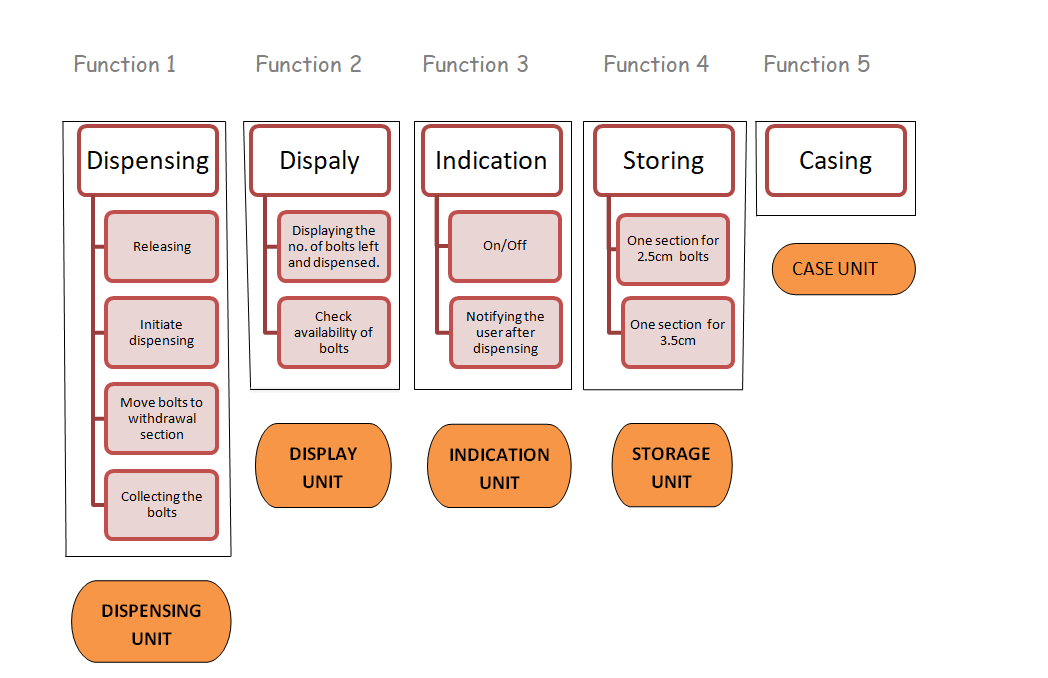 Function 1
Function 2
Function 3
Function 4
Function 5
Dispensing
Releasing
Initiate
dispensing
Move bolts to
withdrawal
section
Collecting the
bolts
DISPENSING
UNIT
Dispaly
Displaying the
no. of bolts left
and dispensed.
Check
availability of
bolts
DISPLAY
UNIT
Indication
On/Off
Notifying the
user after
dispensing
INDICATION
UNIT
Storing
One section for
2.5cm bolts
One section for
3.5cm
STORAGE
UNIT
Casing
CASE UNIT